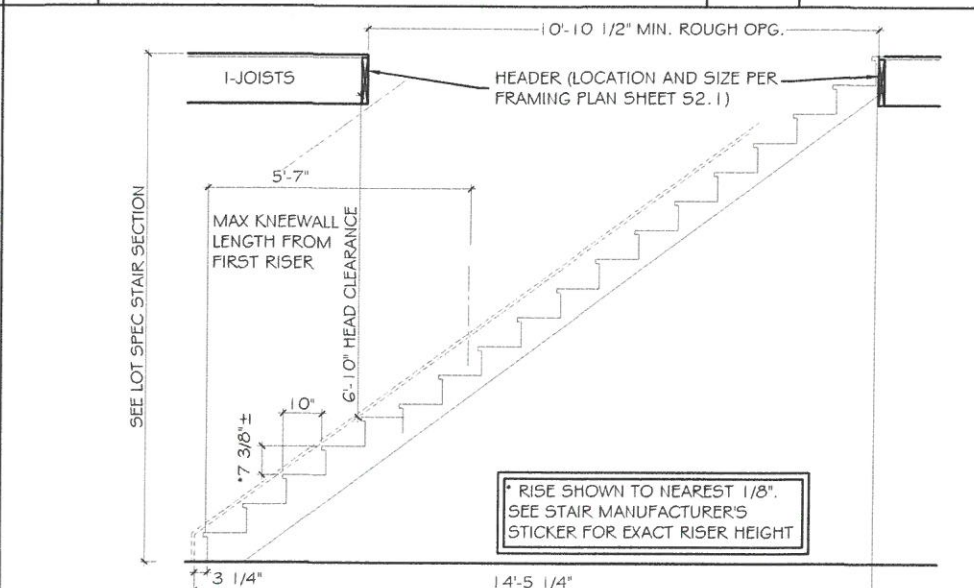 10'-10 1/2" MIN. ROUGH OPG.
I-JOISTS
HEADER (LOCATION AND SIZE PER
FRAMING PLAN SHEET S2.1)
5'-7"
MAX KNEEWALL
LENGTH FROM
FIRST RISER
6'-10" HEAD CLEARANCE
SEE LOT SPEC STAIR SECTION
10"
*7 3/8"±
* RISE SHOWN TO NEAREST 1/8".
SEE STAIR MANUFACTURER'S
STICKER FOR EXACT RISER HEIGHT
3 1/4"
14'-5 1/4"